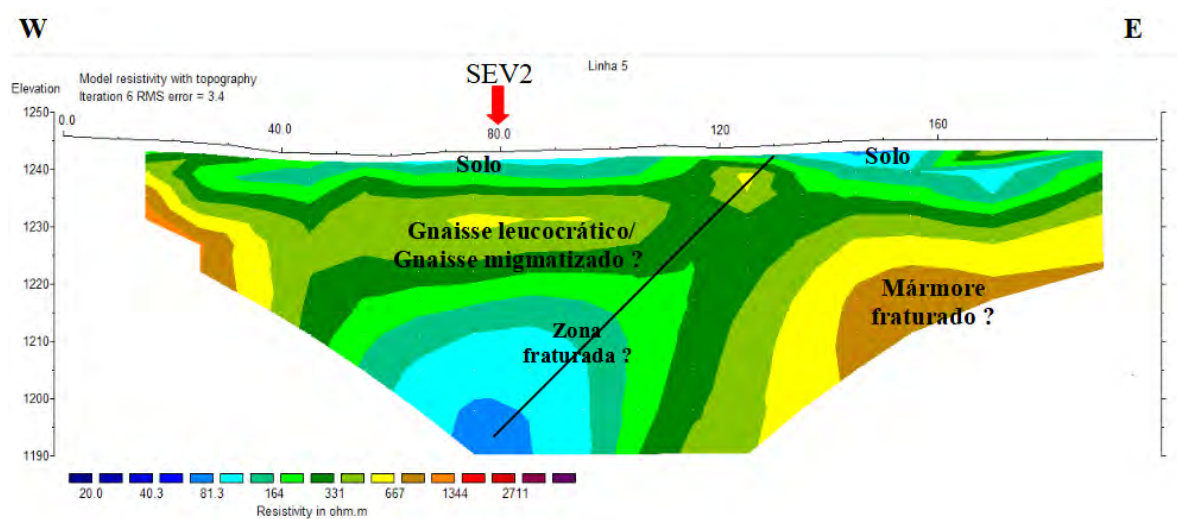 W
E
Model resistivity with topography
Iteration 6 RMS error = 3.4
Linha 5
SEV2
Elevation
0.0 40.0 80.0 120 160
1250
1240
1230
1220
1210
1200
1190
Solo
Solo
Gnaisse leucocrático/
Gnaisse migmatizado ?
Mármore
fraturado ?
Zona
fraturada ?
20.0 40.3 81.3 164 331 667 1344 2711
Resistivity in ohm.m